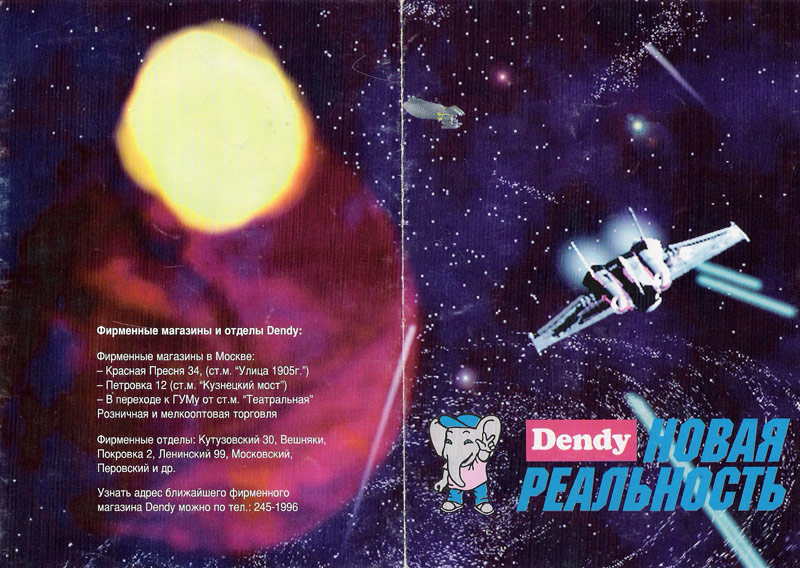 Фирменные магазины и отделы Dendy:
Фирменные магазины в Москве:
– Красная Пресня 34, (ст.м. “Улица 1905г.”)
– Петровка 12 (ст.м. “Кузнецкий мост”)
– В переходе к ГУМу от ст.м. “Театральная”
Розничная и мелкооптовая торговля
Фирменные отделы: Кутузовский 30, Вешняки,
Покровка 2, Ленинский 99, Московский,
Перовский и др.
Узнать адрес ближайшего фирменного
магазина Dendy можно по тел.: 245-1996
Dendy НОВАЯ
РЕАЛЬНОСТЬ